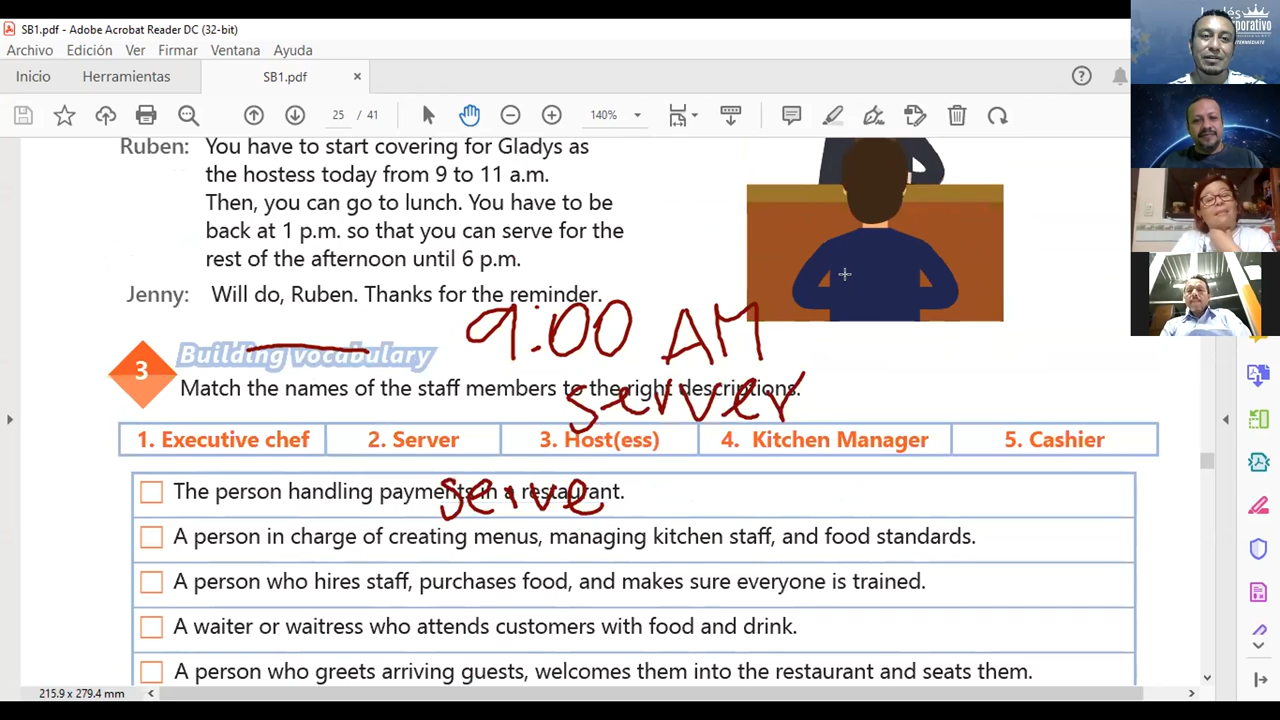 SB1.pdf - Adobe Acrobat Reader DC (32-bit)
Archivo Edición Ver Firmar Ventana Ayuda
Inicio Herramientas SB1.pdf ×
25 / 41 140%
Ruben: You have to start covering for Gladys as
the hostess today from 9 to 11 a.m.
Then, you can go to lunch. You have to be
back at 1 p.m. so that you can serve for the
rest of the afternoon until 6 p.m.
Jenny: Will do, Ruben. Thanks for the reminder.
9:00 AM
3 Building vocabulary
Match the names of the staff members to the right descriptions.
server
1. Executive chef 2. Server 3. Host(ess) 4. Kitchen Manager 5. Cashier
The person handling payments in a restaurant.
serve
A person in charge of creating menus, managing kitchen staff, and food standards.
A person who hires staff, purchases food, and makes sure everyone is trained.
A waiter or waitress who attends customers with food and drink.
A person who greets arriving guests, welcomes them into the restaurant and seats them.
215.9 x 279.4 mm